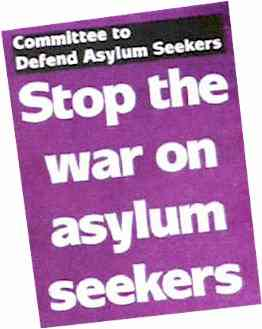 Committee to
Defend Asylum Seekers
Stop the
war on
asylum
seekers